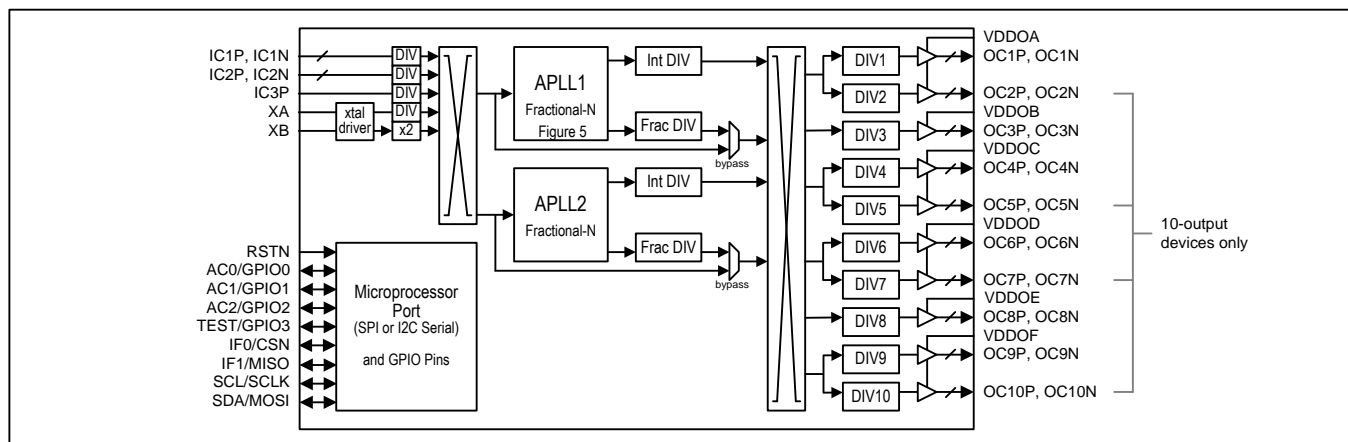 IC1P, IC1N
IC2P, IC2N
IC3P
XA
XB
xtal
driver
DIV
DIV
DIV
DIV
x2
APLL1
Fractional-N
Figure 5
Int DIV
Frac DIV
bypass
APLL2
Fractional-N
Int DIV
Frac DIV
bypass
RSTN
AC0/GPIO0
AC1/GPIO1
AC2/GPIO2
TEST/GPIO3
IF0/CSN
IF1/MISO
SCL/SCLK
SDA/MOSI
Microprocessor
Port
(SPI or I2C Serial)
and GPIO Pins
DIV1
DIV2
DIV3
DIV4
DIV5
DIV6
DIV7
DIV8
DIV9
DIV10
VDDOA
OC1P, OC1N
OC2P, OC2N
VDDOB
OC3P, OC3N
VDDOC
OC4P, OC4N
OC5P, OC5N
VDDOD
OC6P, OC6N
OC7P, OC7N
VDDOE
OC8P, OC8N
VDDOF
OC9P, OC9N
OC10P, OC10N
10-output
devices only